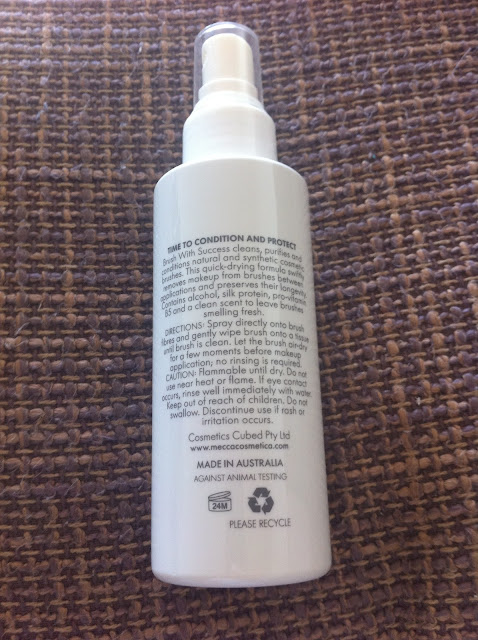 TIME TO CONDITION AND PROTECT
Brush With Success cleans, purifies and
conditions natural and synthetic cosmetic
brushes. This quick-drying formula swiftly
removes makeup from brushes between
applications and preserves their longevity.
Contains alcohol, silk protein, pro-vitamin
B5 and a clean scent to leave brushes
smelling fresh.
DIRECTIONS: Spray directly onto brush
fibres and gently wipe brush onto a tissue
until brush is clean. Let the brush air-dry
for a few moments before makeup
application; no rinsing is required.
CAUTION: Flammable until dry. Do not
use near heat or flame. If eye contact
occurs, rinse well immediately with water.
Keep out of reach of children. Do not
swallow. Discontinue use if rash or
irritation occurs.
Cosmetics Cubed Pty Ltd
www.meccacosmetica.com
MADE IN AUSTRALIA
AGAINST ANIMAL TESTING
24M
PLEASE RECYCLE